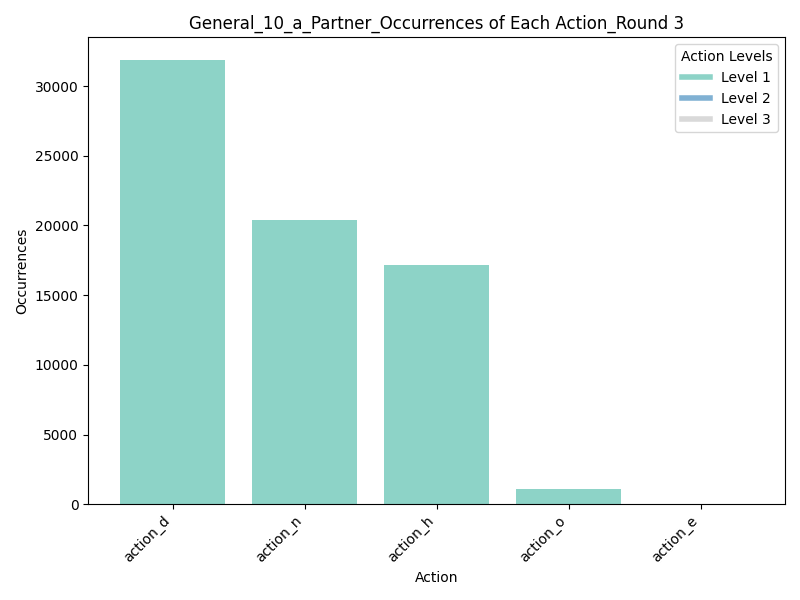 General_10_a_Partner_Occurrences of Each Action_Round 3
Action Levels
Level 1
Level 2
Level 3
Occurrences
30000
25000
20000
15000
10000
5000
0
action_d
action_n
action_h
action_o
action_e
Action